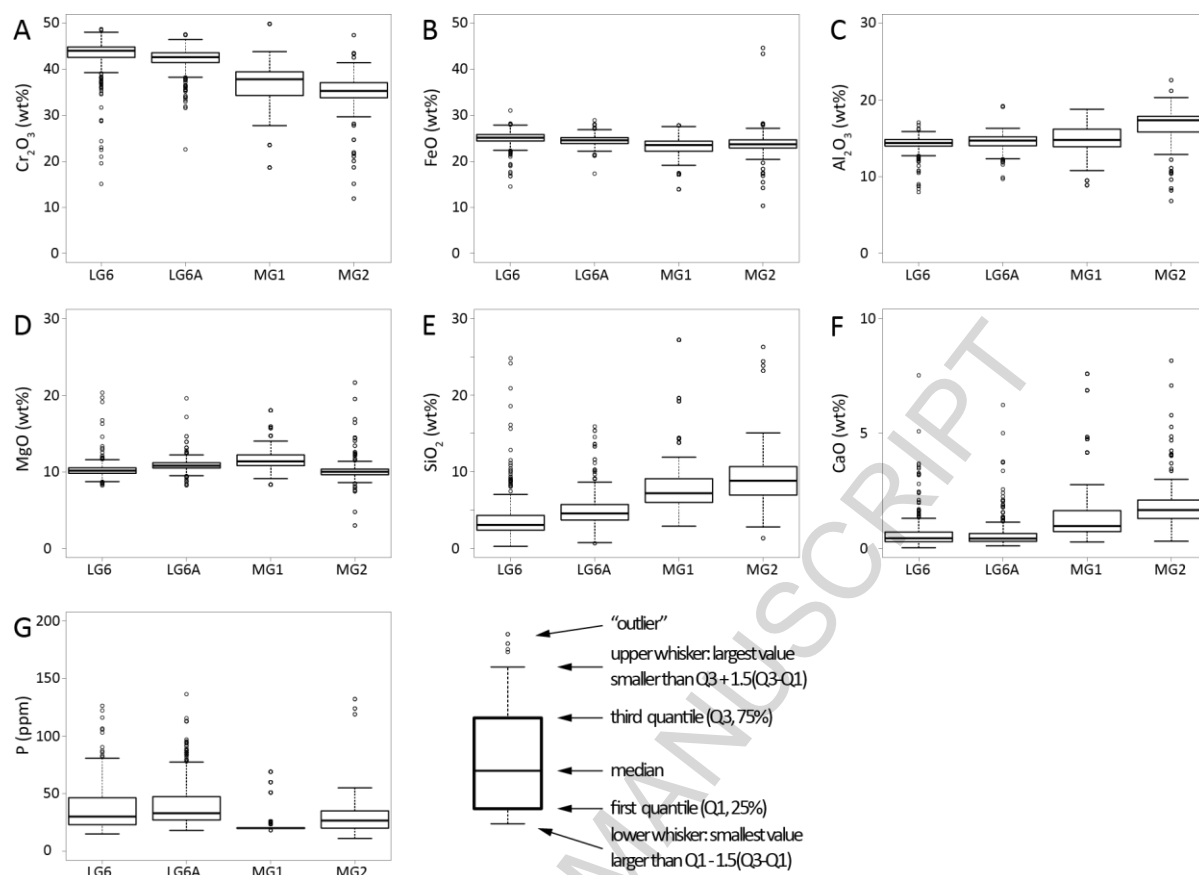 A
Cr2O3 (wt%)
50
40
30
20
10
0
LG6 LG6A MG1 MG2
B
FeO (wt%)
50
40
30
20
10
0
LG6 LG6A MG1 MG2
C
Al2O3 (wt%)
30
20
10
0
LG6 LG6A MG1 MG2
D
MgO (wt%)
30
20
10
0
LG6 LG6A MG1 MG2
E
SiO2 (wt%)
30
20
10
0
LG6 LG6A MG1 MG2
F
CaO (wt%)
10
5
0
LG6 LG6A MG1 MG2
G
P (ppm)
200
150
100
50
0
LG6 LG6A MG1 MG2
"outlier"
upper whisker: largest value
smaller than Q3 + 1.5(Q3-Q1)
third quantile (Q3, 75%)
median
first quantile (Q1, 25%)
lower whisker: smallest value
larger than Q1 - 1.5(Q3-Q1)
MANUSCRIPT